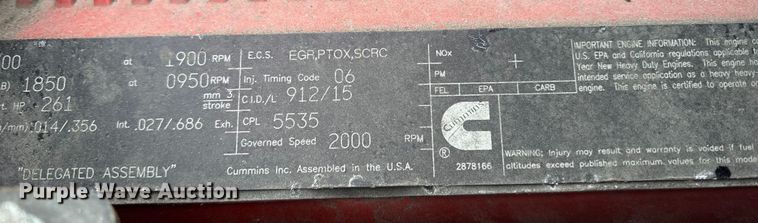 00 at 1900 RPM E.C.S. EGR,PTOX,SCRC NOx
B) 1850 at 0950 RPM Inj. Timing Code 06 PM
t. HP 261 mm 3 stroke C.I.D./L 912/15 FEL EPA CARB
/mm) .014/.356 Int. .027/.686 Exh. CPL 5535
Governed Speed 2000 RPM
"DELEGATED ASSEMBLY" Cummins Inc. Assembled in the U.S.A.
Cummins
® 2878166
IMPORTANT ENGINE INFORMATION: This engine co
U.S. EPA and California regulations applicable
Year New Heavy Duty Engines. This engine has
intended service application as a heavy heavy
engine. This engine is certified to operate o
WARNING: Injury may result and warranty is voided if fuel
altitudes exceed published maximum values for this mode
Purple Wave Auction